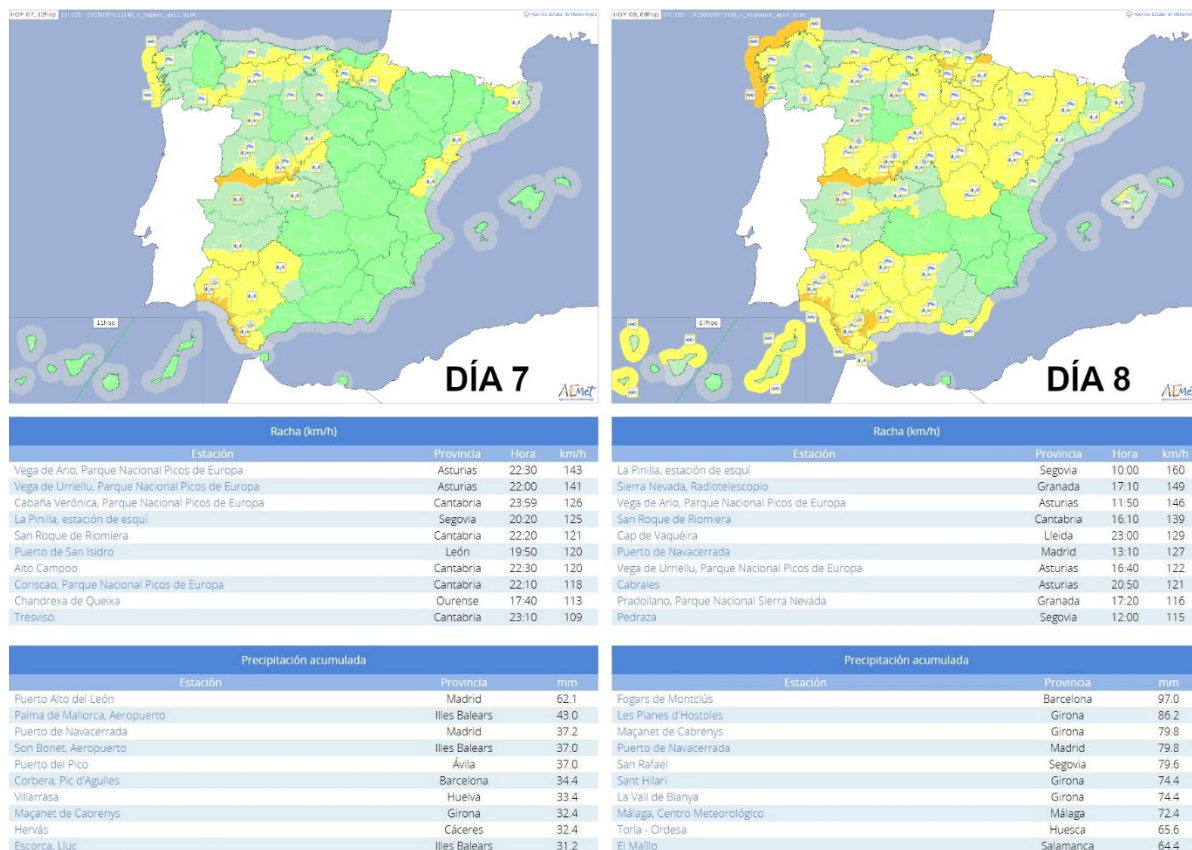 HOY 07, 12hop
© Agencia Estatal de Meteorología
11hoc
DÍA 7
AEMet
HOY 08, 08hop
© Agencia Estatal de Meteorología
07hoc
DÍA 8
AEMet
Racha (km/h)
Estación Provincia Hora km/h
Vega de Ario, Parque Nacional Picos de Europa Asturias 22:30 143
Vega de Urriellu, Parque Nacional Picos de Europa Asturias 22:00 141
Cabaña Verónica, Parque Nacional Picos de Europa Cantabria 23:59 126
La Pinilla, estación de esquí Segovia 20:20 125
San Roque de Riomiera Cantabria 22:20 121
Puerto de San Isidro León 19:50 120
Alto Campoo Cantabria 22:30 120
Coriscao, Parque Nacional Picos de Europa Cantabria 22:10 118
Chandrexa de Queixa Ourense 17:40 113
Tresviso Cantabria 23:10 109
Racha (km/h)
Estación Provincia Hora km/h
La Pinilla, estación de esquí Segovia 10:00 160
Sierra Nevada, Radiotelescopio Granada 17:10 149
Vega de Ario, Parque Nacional Picos de Europa Asturias 11:50 146
San Roque de Riomiera Cantabria 16:10 139
Cap de Vaquèira Lleida 23:00 129
Puerto de Navacerrada Madrid 13:10 127
Vega de Urriellu, Parque Nacional Picos de Europa Asturias 16:40 122
Cabrales Asturias 20:50 121
Pradollano, Parque Nacional Sierra Nevada Granada 17:20 116
Pedraza Segovia 12:00 115
Precipitación acumulada
Estación Provincia mm
Puerto Alto del León Madrid 62.1
Palma de Mallorca, Aeropuerto Illes Balears 43.0
Puerto de Navacerrada Madrid 37.2
Son Bonet, Aeropuerto Illes Balears 37.0
Puerto del Pico Ávila 37.0
Corbera, Pic d'Agulles Barcelona 34.4
Villarrasa Huelva 33.4
Maçanet de Cabrenys Girona 32.4
Hervás Cáceres 32.4
Escorca, Lluc Illes Balears 31.2
Precipitación acumulada
Estación Provincia mm
Fogars de Montclús Barcelona 97.0
Les Planes d'Hostoles Girona 86.2
Maçanet de Cabrenys Girona 79.8
Puerto de Navacerrada Madrid 79.8
San Rafael Segovia 79.6
Sant Hilari Girona 74.4
La Vall de Bianya Girona 74.4
Málaga, Centro Meteorológico Málaga 72.4
Torla - Ordesa Huesca 65.6
El Maíllo Salamanca 64.4